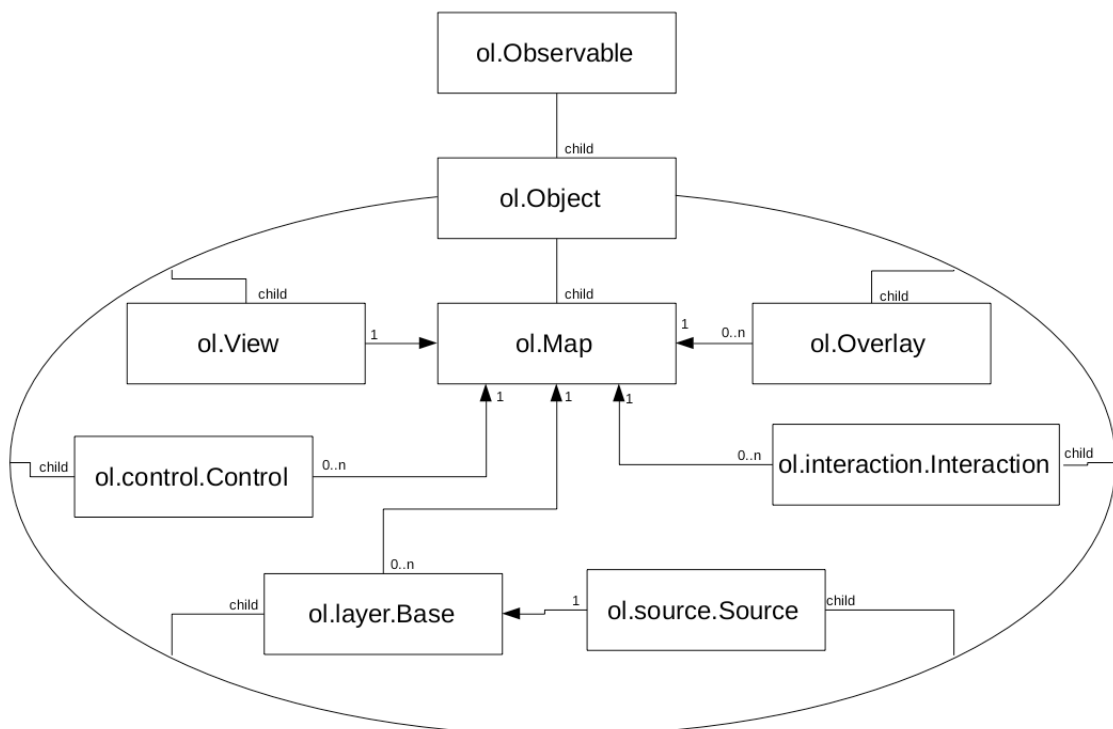 ol.Observable
child
ol.Object
child
child
child
ol.View
1
ol.Map
1
0..n
ol.Overlay
1
1
1
child
ol.control.Control
0..n
0..n
ol.interaction.Interaction
child
0..n
child
ol.layer.Base
1
ol.source.Source
child